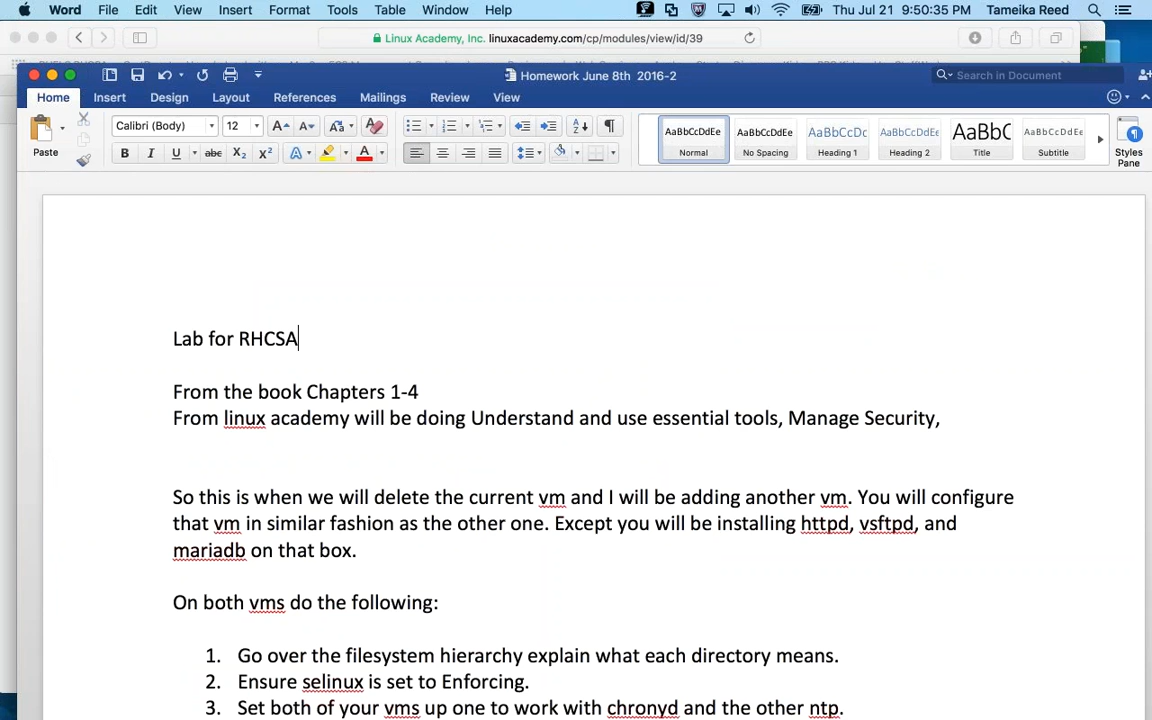 Word File Edit View Insert Format Tools Table Window Help Thu Jul 21 9:50:35 PM Tameika Reed
Linux Academy, Inc. linuxacademy.com/cp/modules/view/id/39
Homework June 8th 2016-2
Search in Document
Home Insert Design Layout References Mailings Review View
Paste
Calibri (Body) 12
AaBbCcDdEe AaBbCcDdEe AaBbCcDc AaBbCcDdEe AaBbC AaBbCcDdEe
Normal No Spacing Heading 1 Heading 2 Title Subtitle
Styles Pane
Lab for RHCSA
From the book Chapters 1-4
From linux academy will be doing Understand and use essential tools, Manage Security,
So this is when we will delete the current vm and I will be adding another vm. You will configure
that vm in similar fashion as the other one. Except you will be installing httpd, vsftpd, and
mariadb on that box.
On both vms do the following:
1. Go over the filesystem hierarchy explain what each directory means.
2. Ensure selinux is set to Enforcing.
3. Set both of your vms up one to work with chronyd and the other ntp.